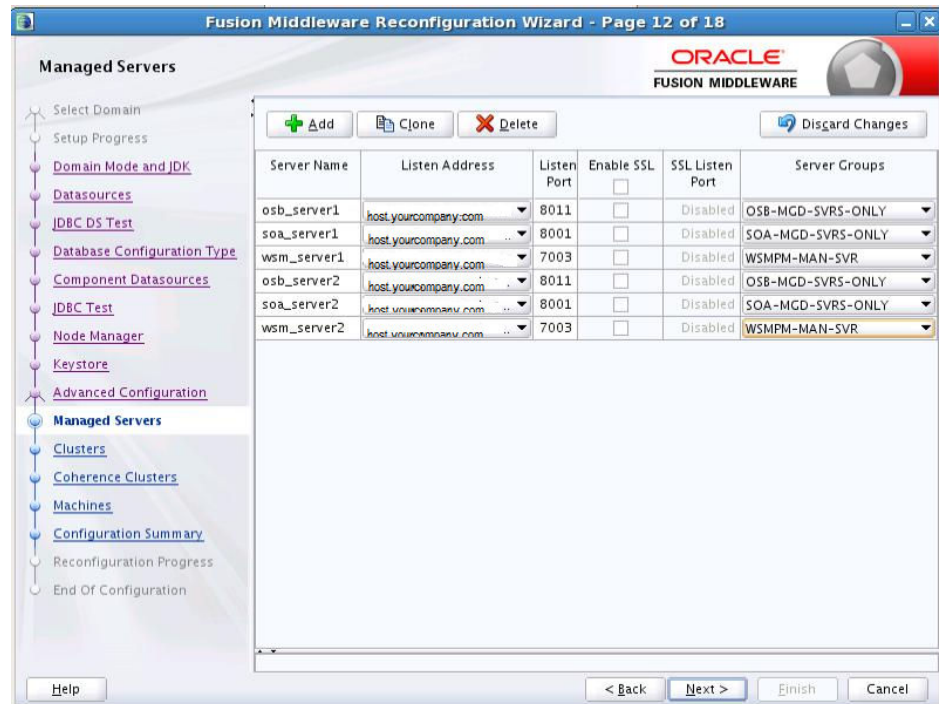 Fusion Middleware Reconfiguration Wizard - Page 12 of 18
Managed Servers
ORACLE
FUSION MIDDLEWARE
Select Domain
Setup Progress
Domain Mode and JDK
Datasources
JDBC DS Test
Database Configuration Type
Component Datasources
JDBC Test
Node Manager
Keystore
Advanced Configuration
Managed Servers
Clusters
Coherence Clusters
Machines
Configuration Summary
Reconfiguration Progress
End Of Configuration
Add Clone Delete Discard Changes
Server Name Listen Address Listen Port Enable SSL SSL Listen Port Server Groups
osb_server1 host.yourcompany.com 8011 Disabled OSB-MGD-SVRS-ONLY
soa_server1 host.yourcompany.com .. 8001 Disabled SOA-MGD-SVRS-ONLY
wsm_server1 host.yourcompany.com 7003 Disabled WSMPM-MAN-SVR
osb_server2 host.yourcompany.com . 8011 Disabled OSB-MGD-SVRS-ONLY
soa_server2 host.yourcompany.com .. 8001 Disabled SOA-MGD-SVRS-ONLY
wsm_server2 host.yourcompany.com .. 7003 Disabled WSMPM-MAN-SVR
Help < Back Next > Finish Cancel